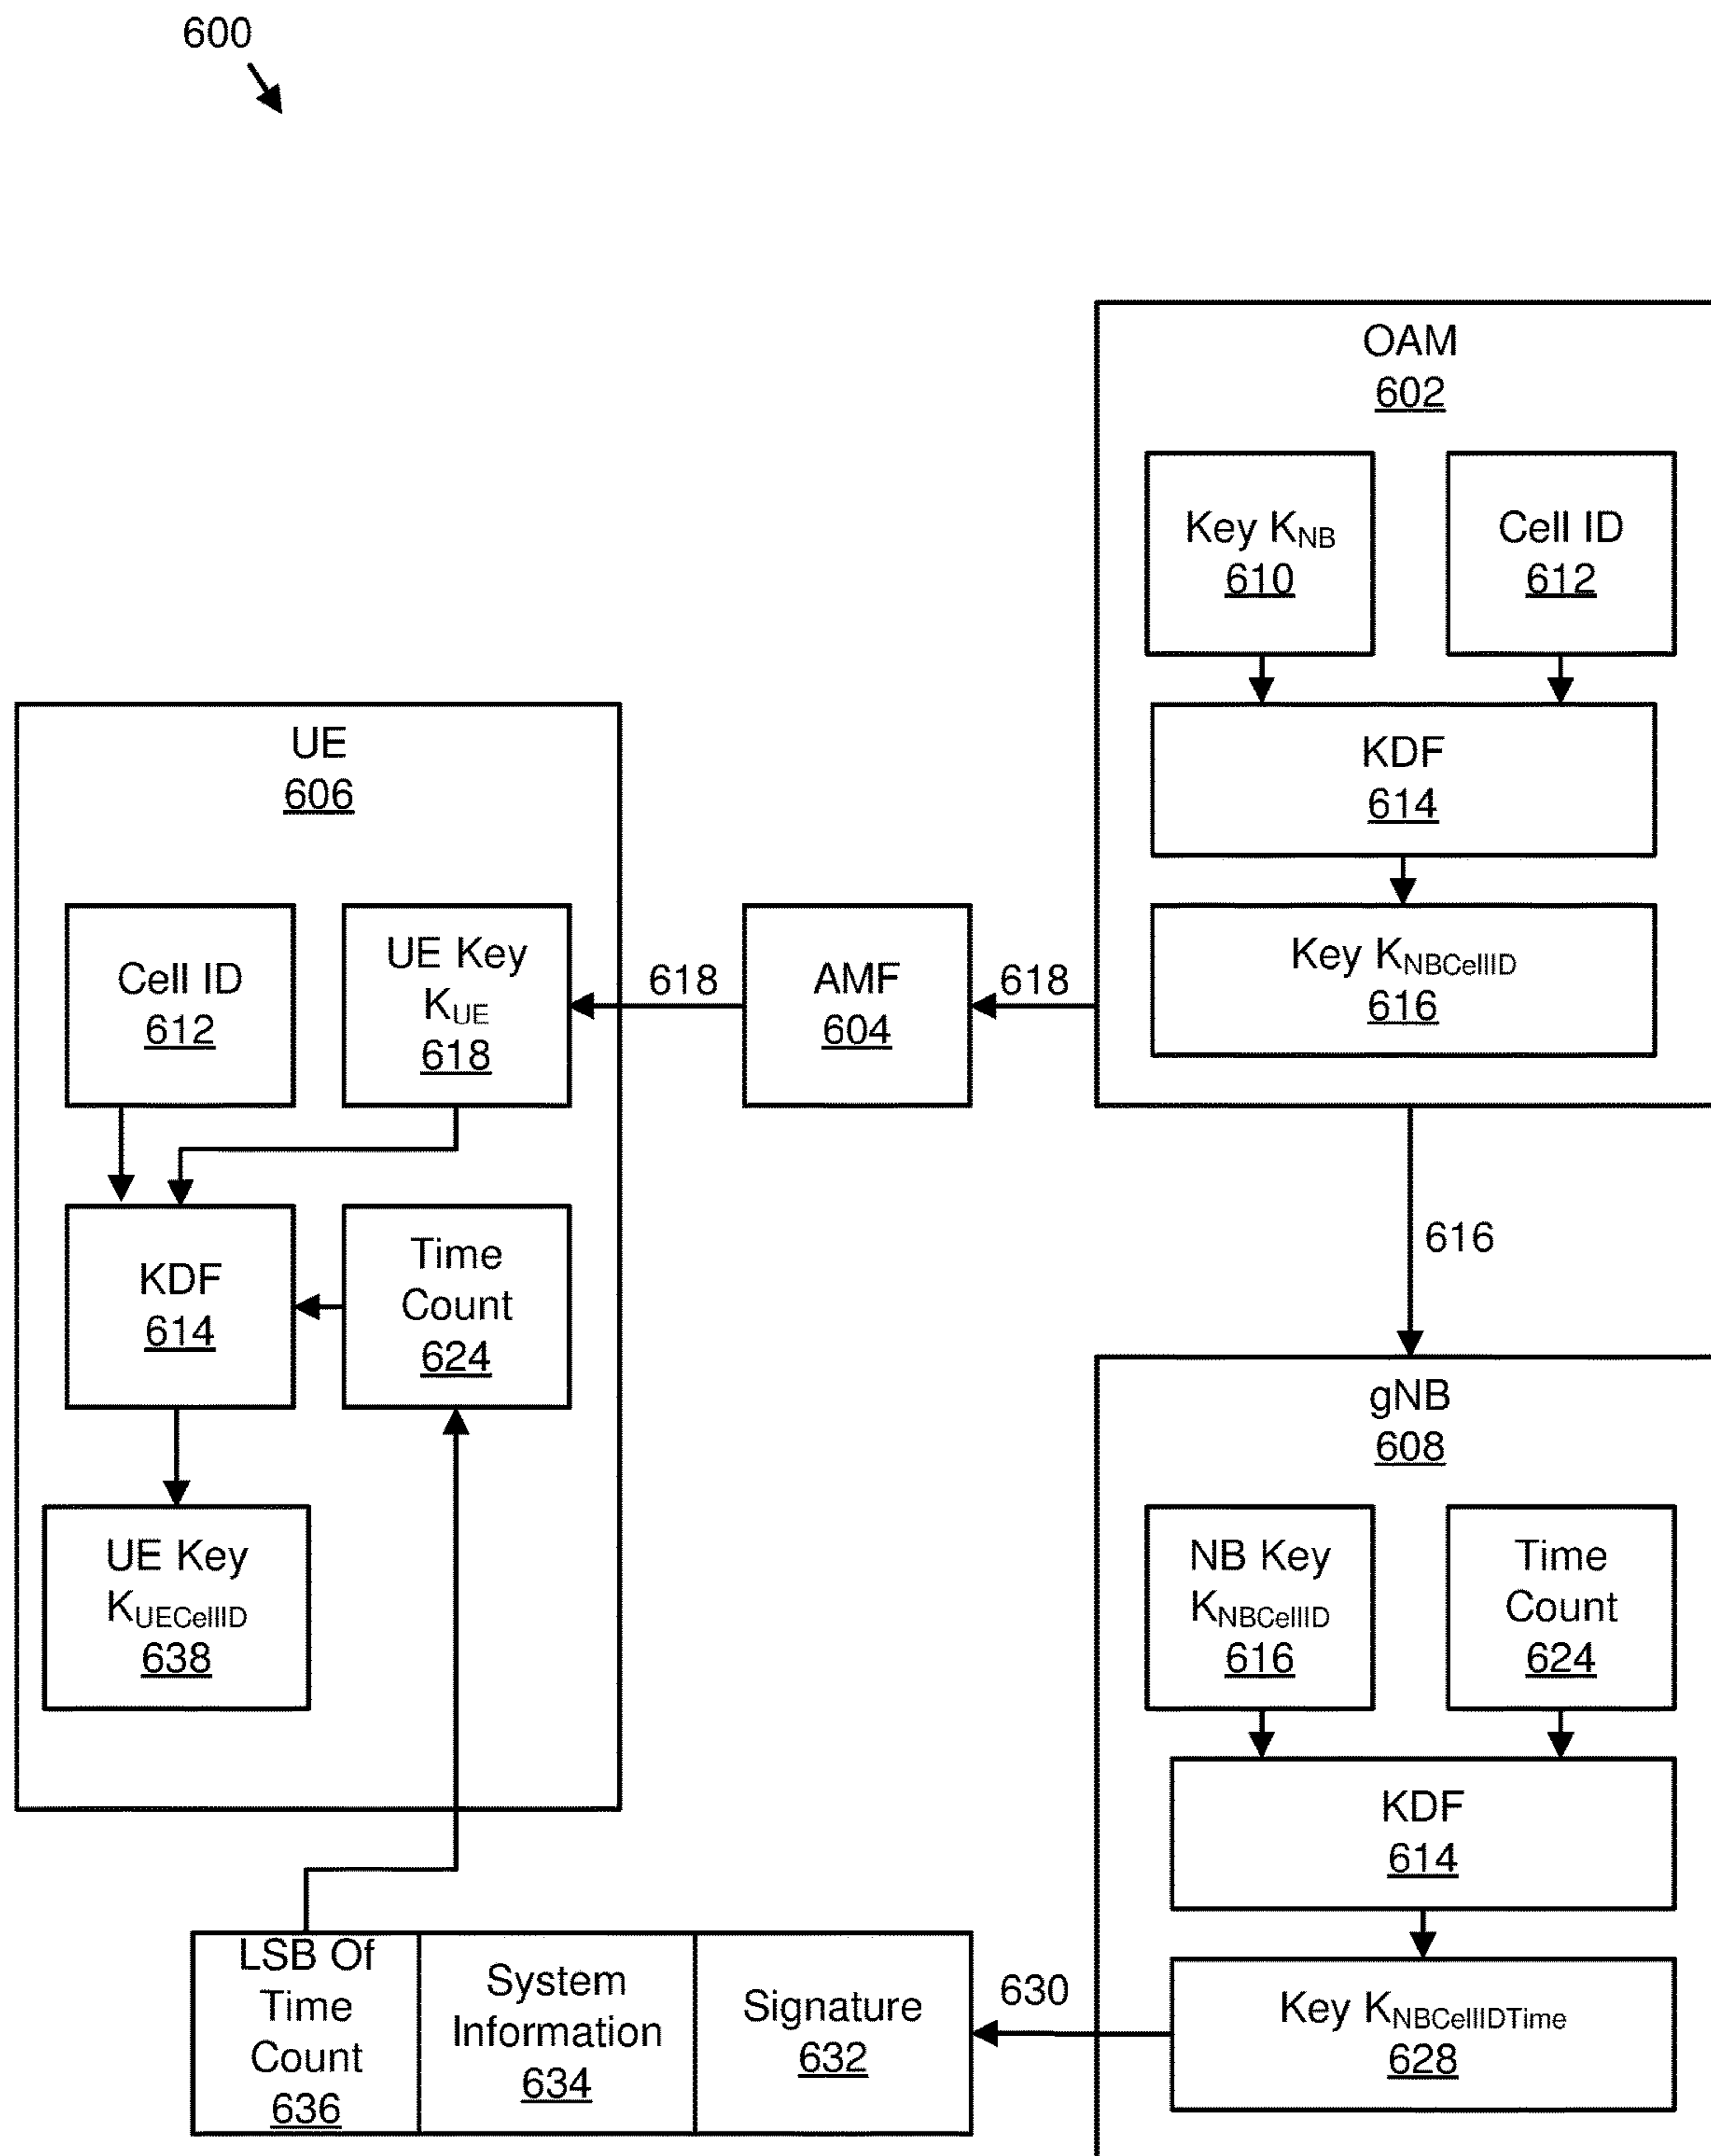 600
OAM
602
Key KNB
610
Cell ID
612
KDF
614
Key KNBCellID
616
UE
606
Cell ID
612
UE Key
KUE
618
618
AMF
604
618
KDF
614
Time
Count
624
616
UE Key
KUECellID
638
gNB
608
NB Key
KNBCellID
616
Time
Count
624
KDF
614
Key KNBCellIDTime
628
630
LSB Of
Time
Count
636
System
Information
634
Signature
632